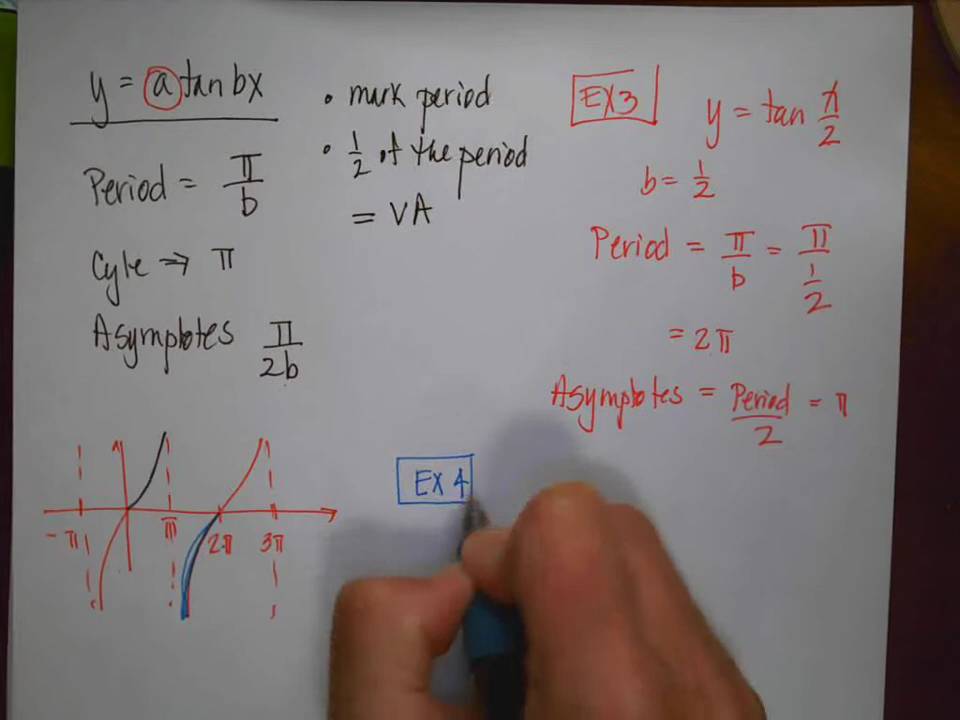 y = a tan bx
Period = π/b
Cycle ⇒ π
Asymptotes π/2b
• mark period
• 1/2 of the period
= VA
EX3
y = tan x/2
b = 1/2
Period = π/b = π/(1/2)
= 2π
Asymptotes = Period/2 = π
-π π 2π 3π
EX 4